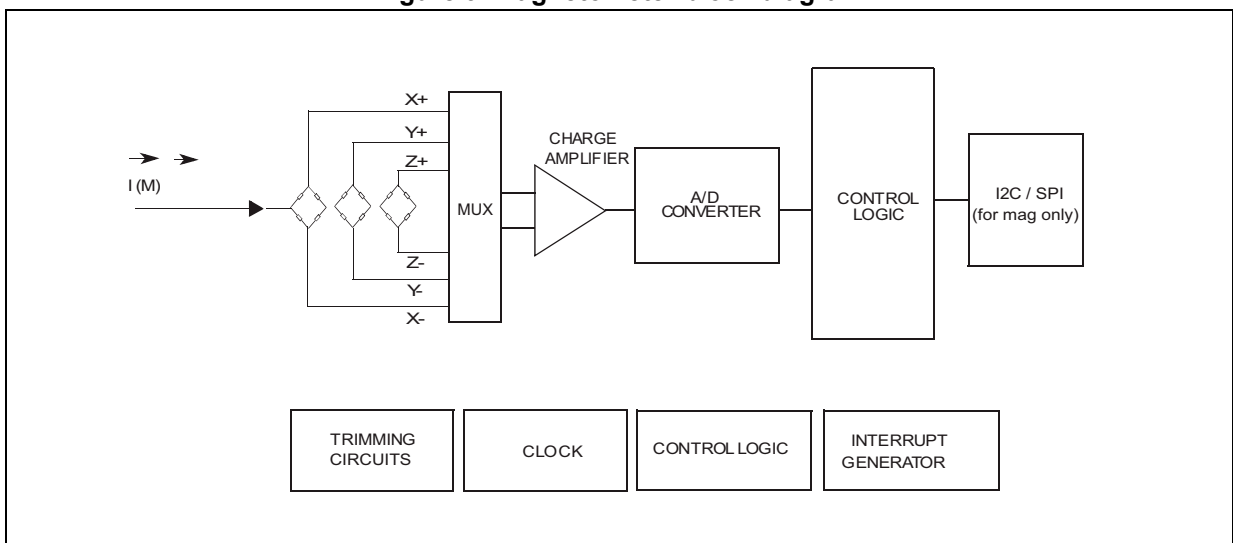 X+
Y+
CHARGE
AMPLIFIER
Z+
I (M)
MUX
A/D
CONVERTER
CONTROL
LOGIC
I2C / SPI
(for mag only)
Z-
Y-
X-
TRIMMING
CIRCUITS
CLOCK
CONTROL LOGIC
INTERRUPT
GENERATOR